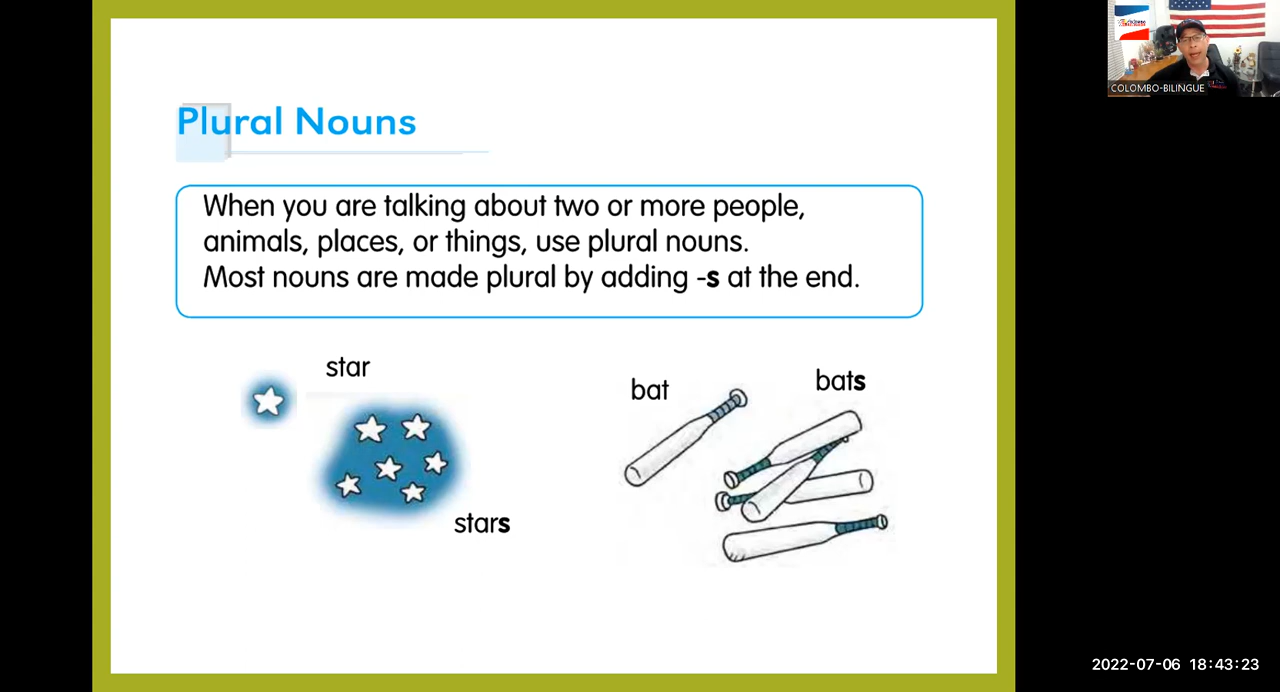 Plural Nouns
When you are talking about two or more people,
animals, places, or things, use plural nouns.
Most nouns are made plural by adding -s at the end.
star
stars
bat
bats
COLOMBO-BILINGUE
2022-07-06 18:43:23